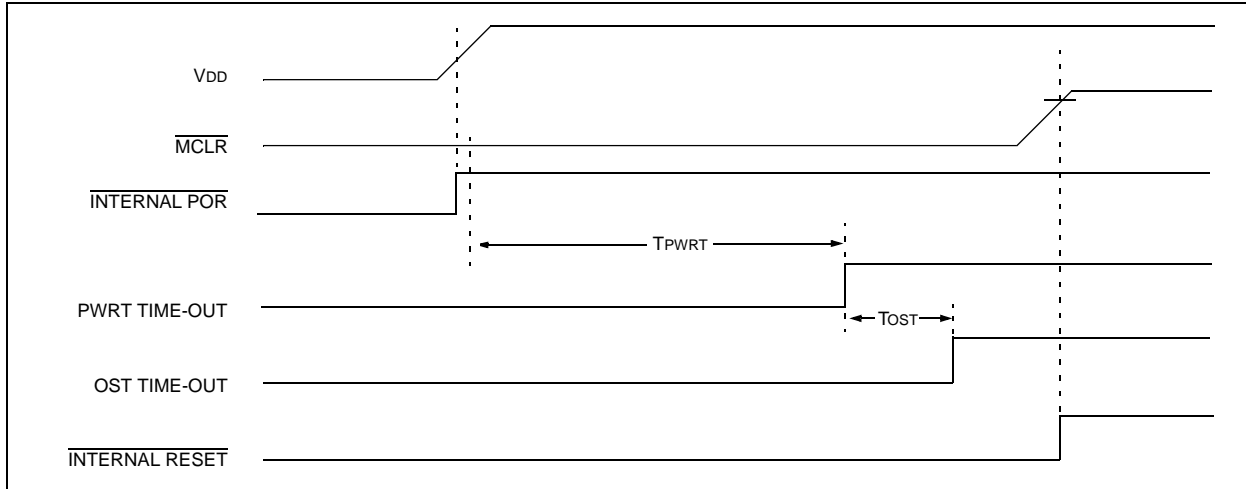 VDD
MCLR
INTERNAL POR
TPWRT
PWRT TIME-OUT
TOST
OST TIME-OUT
INTERNAL RESET